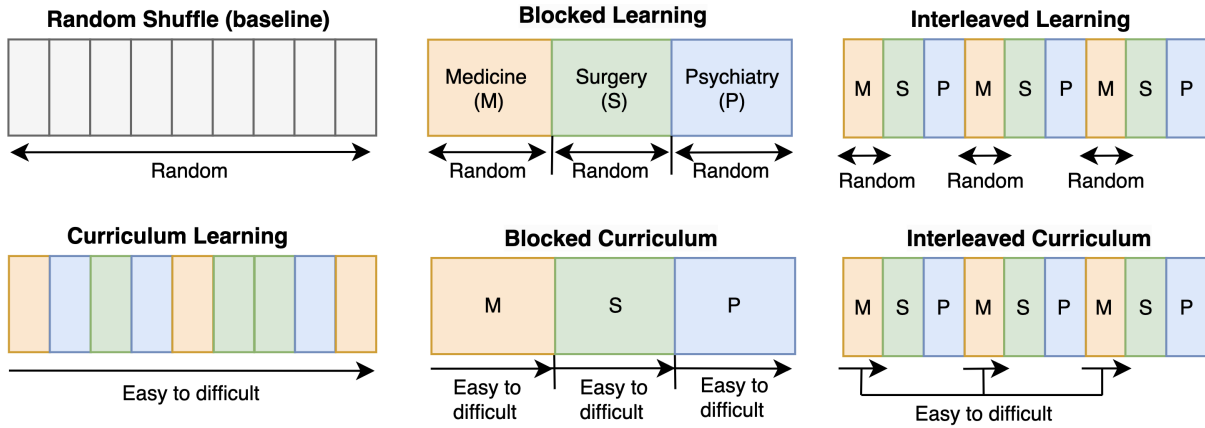 Random Shuffle (baseline)
Random
Blocked Learning
Medicine
(M)
Surgery
(S)
Psychiatry
(P)
Random
Random
Random
Interleaved Learning
M S P M S P M S P
Random
Random
Random
Curriculum Learning
Easy to difficult
Blocked Curriculum
M
S
P
Easy to
difficult
Easy to
difficult
Easy to
difficult
Interleaved Curriculum
M S P M S P M S P
Easy to difficult